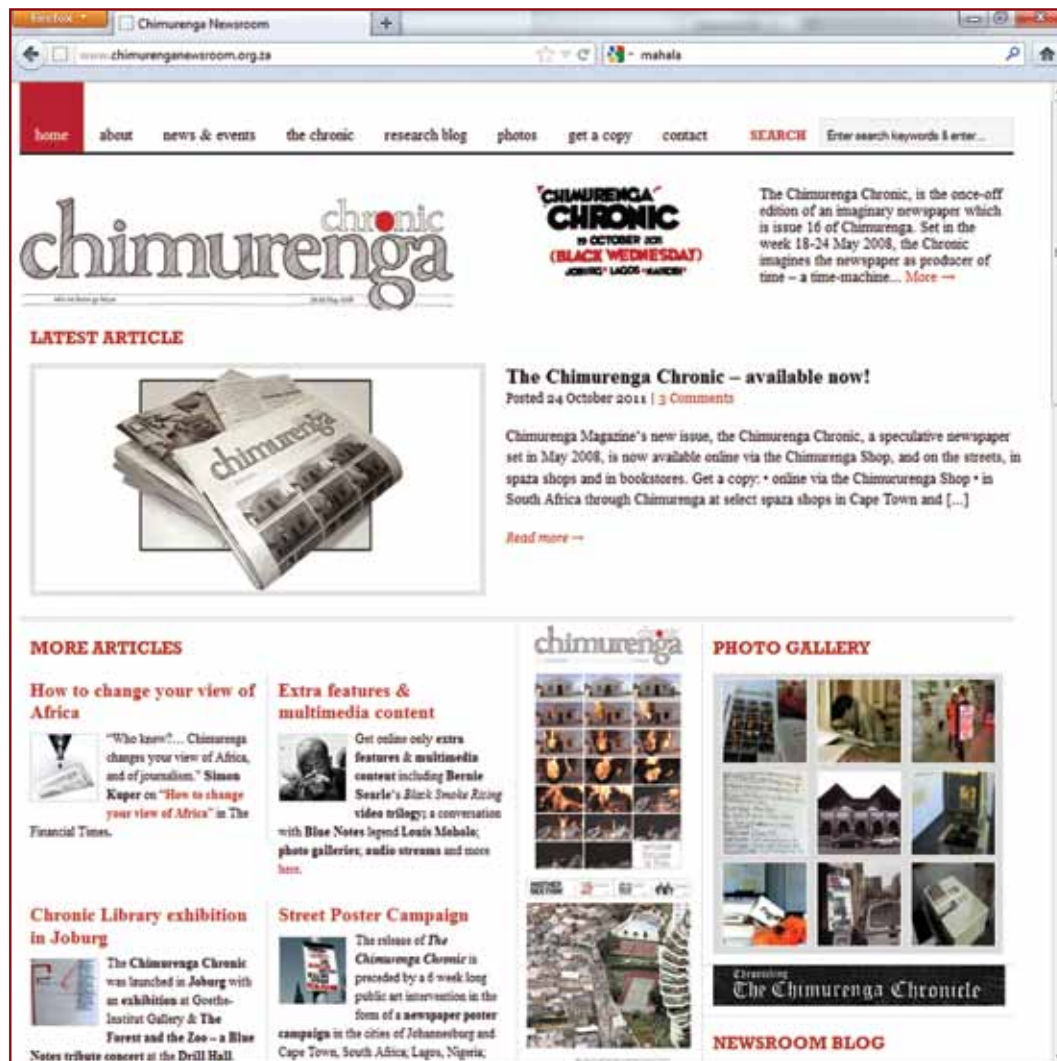 Firefox
Chimurenga Newsroom
www.chimurenganewsroom.org.za
mahala
home about news & events the chronic research blog photos get a copy contact SEARCH Enter search keywords & enter...
chronic
chimurenga
CHIMURENGA
CHRONIC
19 OCTOBER 2011
(BLACK WEDNESDAY)
The Chimurenga Chronic, is the once-off
edition of an imaginary newspaper which
is issue 16 of Chimurenga. Set in the
week 18-24 May 2008, the Chronic
imagines the newspaper as producer of
time – a time-machine... More →
LATEST ARTICLE
chimurenga
The Chimurenga Chronic – available now!
Posted 24 October 2011 | 3 Comments
Chimurenga Magazine's new issue, the Chimurenga Chronic, a speculative newspaper
set in May 2008, is now available online via the Chimurenga Shop, and on the streets, in
spaza shops and in bookstores. Get a copy: • online via the Chimururenga Shop • in
South Africa through Chimurenga at select spaza shops in Cape Town and [...]
Read more →
MORE ARTICLES
How to change your view of
Africa
"Who knew?... Chimurenga
changes your view of Africa,
and of journalism." Simon
Kuper on "How to change
your view of Africa" in The
Financial Times.
Extra features &
multimedia content
Get online only extra
features & multimedia
content including Bernie
Searle's Black Smoke Rising
video trilogy; a conversation
with Blue Notes legend Louis Moholo;
photo galleries; audio streams and more
here.
Chronic Library exhibition
in Joburg
The Chimurenga Chronic
was launched in Joburg with
an exhibition at Goethe-
Institut Gallery & The
Forest and the Zoo – a Blue
Notes tribute concert at the Drill Hall.
Street Poster Campaign
The release of The
Chimurenga Chronic is
preceded by a 6 week long
public art intervention in the
form of a newspaper poster
campaign in the cities of Johannesburg and
Cape Town, South Africa; Lagos, Nigeria;
chronic
chimurenga
PHOTO GALLERY
Chronicling
The Chimurenga Chronicle
NEWSROOM BLOG